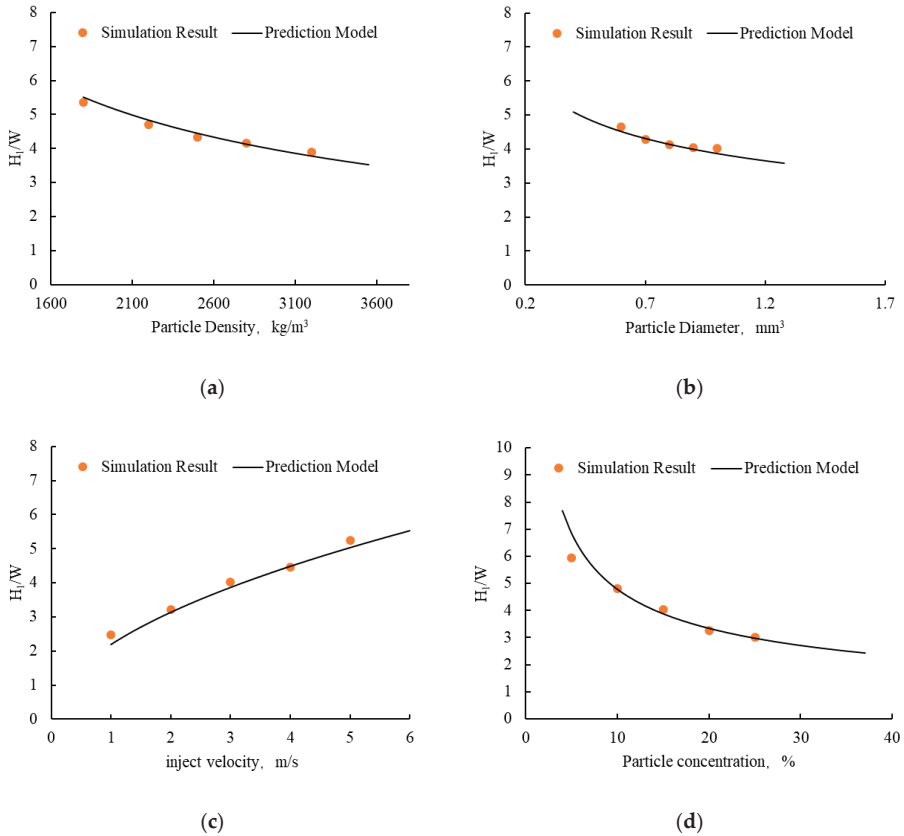 8
Simulation Result Prediction Model
7
6
5
4
3
2
1
0
H₁/W
1600 2100 2600 3100 3600
Particle Density, kg/m³
(a)
8
Simulation Result Prediction Model
7
6
5
4
3
2
1
0
H₁/W
0.2 0.7 1.2 1.7
Particle Diameter, mm³
(b)
8
Simulation Result Prediction Model
7
6
5
4
3
2
1
0
H₁/W
1 2 3 4 5 6
inject velocity, m/s
(c)
10
Simulation Result Prediction Model
9
8
7
6
5
4
3
2
1
0
H₁/W
0 10 20 30 40
Particle concentration, %
(d)